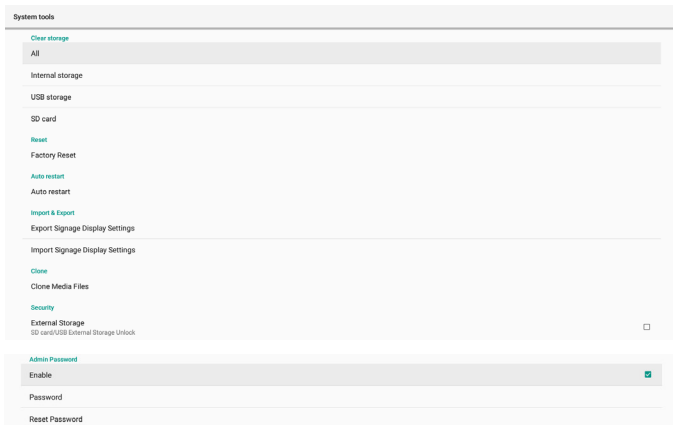 System tools
Clear storage
All
Internal storage
USB storage
SD card
Reset
Factory Reset
Auto restart
Auto restart
Import & Export
Export Signage Display Settings
Import Signage Display Settings
Clone
Clone Media Files
Security
External Storage
SD card/USB External Storage Unlock
Admin Password
Enable
Password
Reset Password